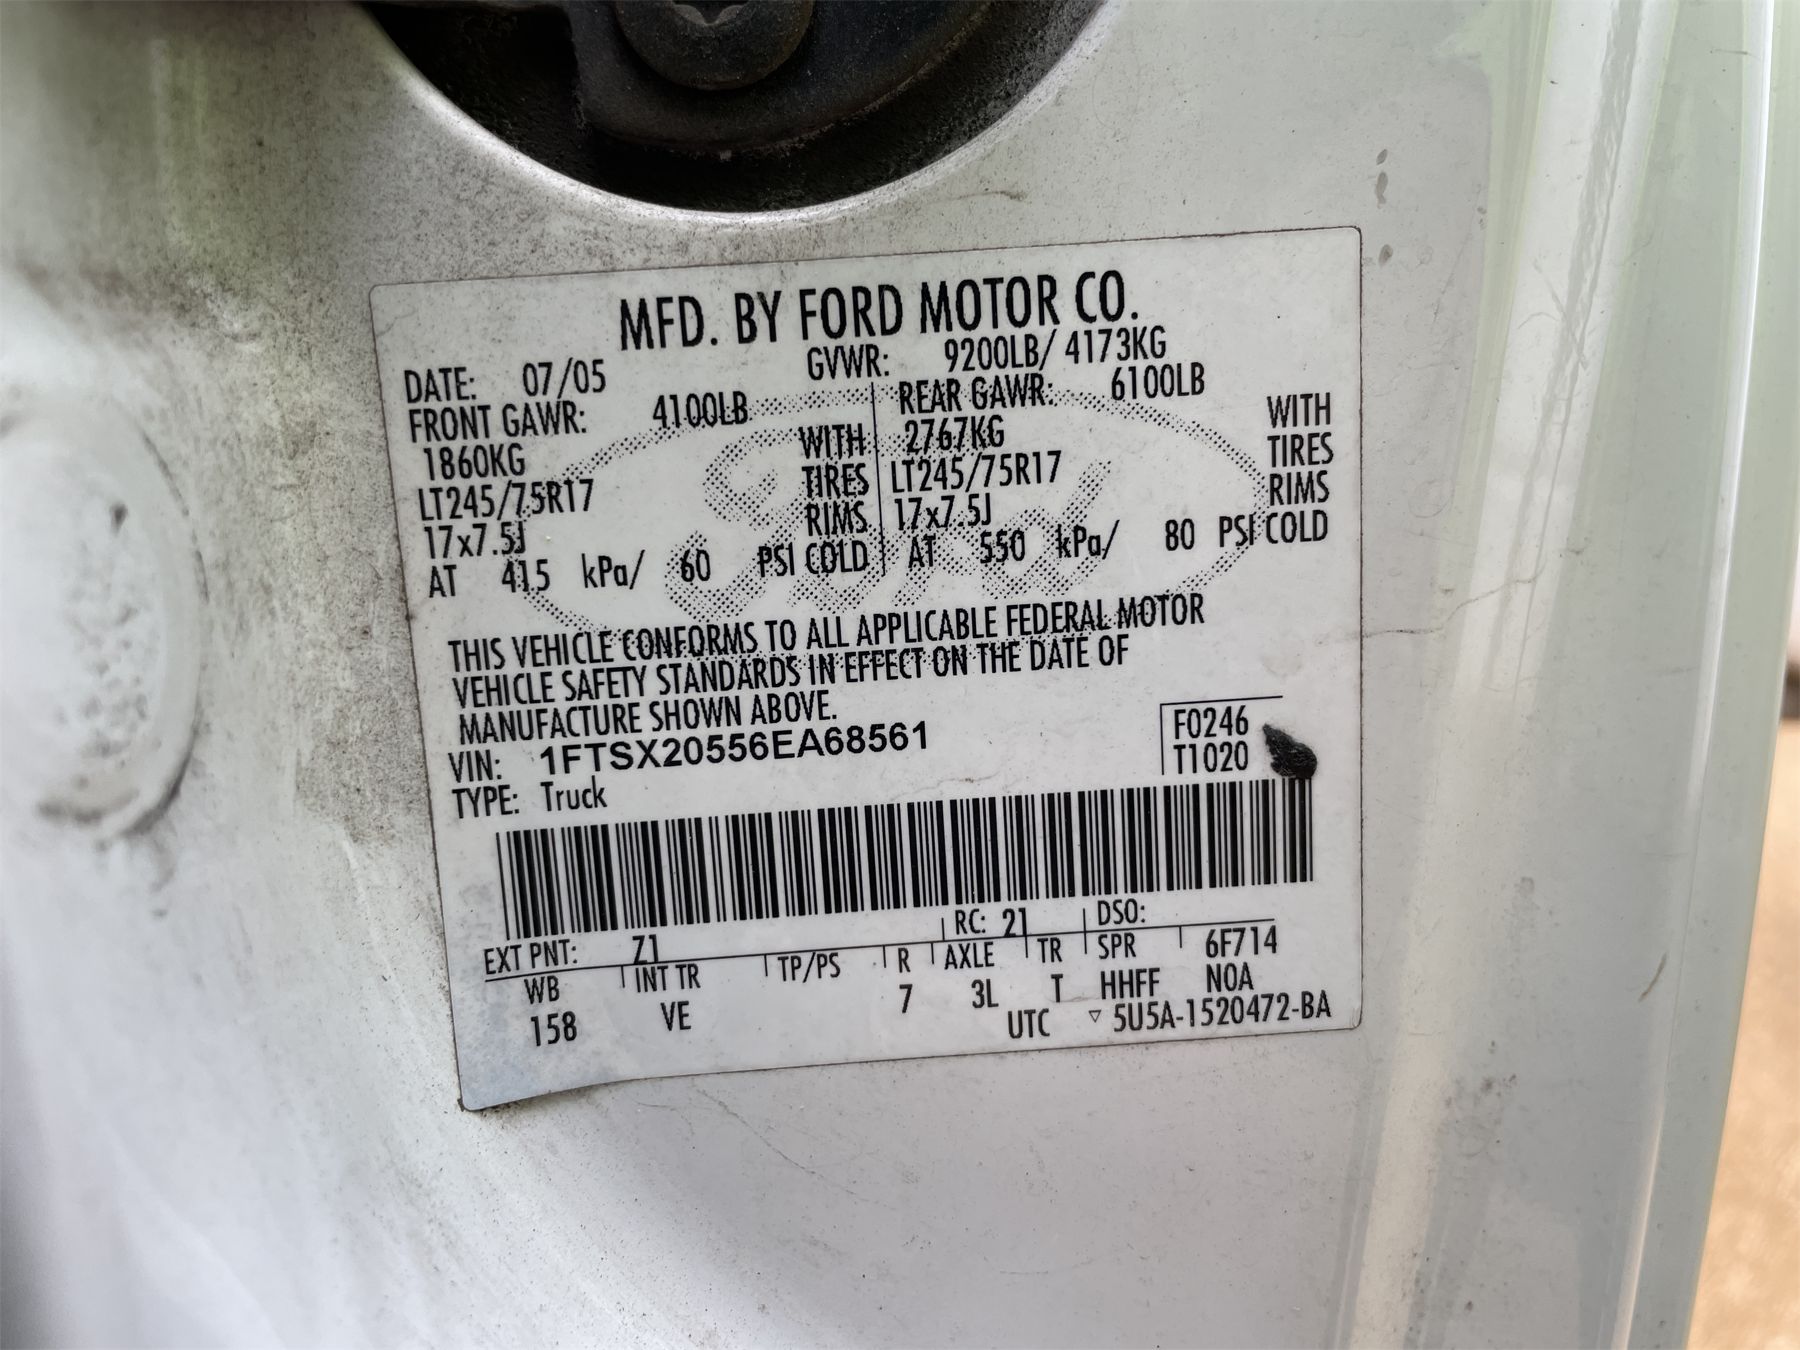 MFD. BY FORD MOTOR CO.
DATE: 07/05 GVWR: 9200LB/ 4173KG
FRONT GAWR: 4100LB REAR GAWR: 6100LB
1860KG WITH 2767KG WITH
LT245/75R17 TIRES LT245/75R17 TIRES
17x7.5J RIMS 17x7.5J RIMS
AT 415 kPa/ 60 PSI COLD AT 550 kPa/ 80 PSI COLD
Ford
THIS VEHICLE CONFORMS TO ALL APPLICABLE FEDERAL MOTOR
VEHICLE SAFETY STANDARDS IN EFFECT ON THE DATE OF
MANUFACTURE SHOWN ABOVE.
VIN: 1FTSX20556EA68561 F0246
TYPE: Truck T1020
EXT PNT: Z1 RC: 21 DSO:
WB INT TR TP/PS R AXLE TR SPR 6F714
158 VE 7 3L T HHFF NOA
UTC ▽ 5U5A-1520472-BA